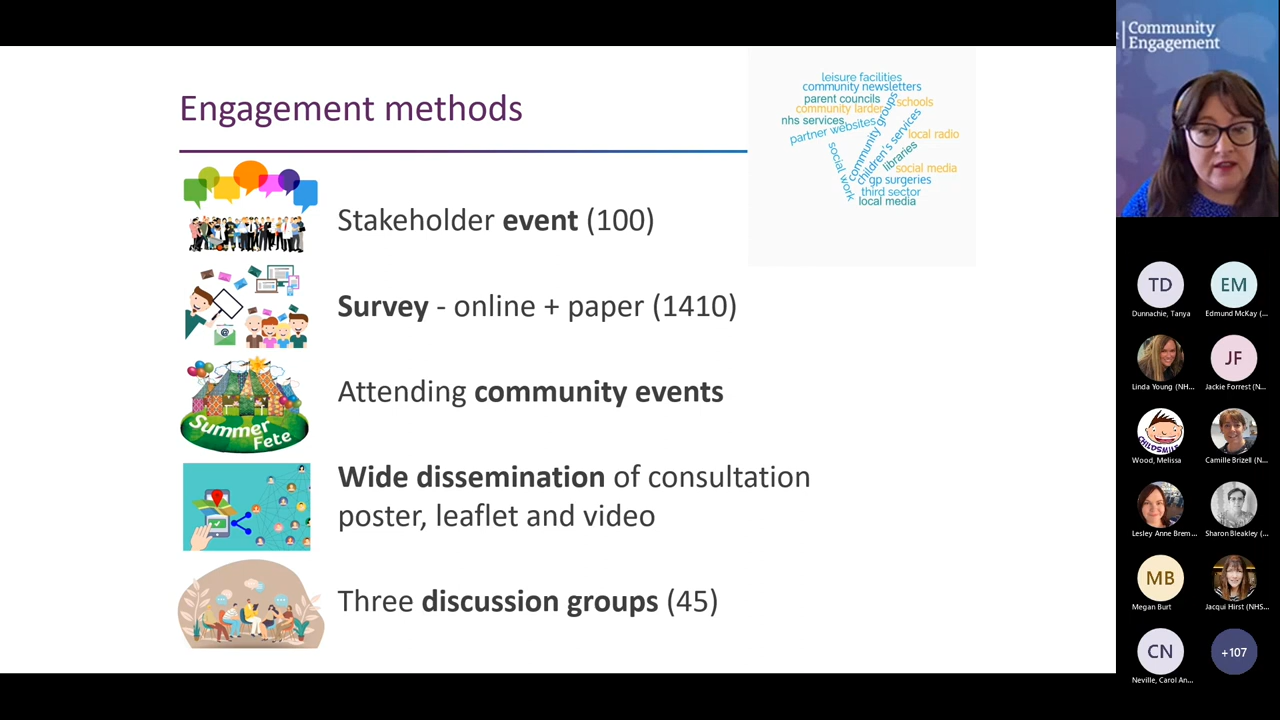 Engagement methods
Stakeholder event (100)
Survey - online + paper (1410)
Attending community events
Summer
Fete
Wide dissemination of consultation
poster, leaflet and video
Three discussion groups (45)
leisure facilities
community newsletters
parent councils
schools
community larder
nhs services
community groups
partner websites
children's services
local radio
social work
libraries
social media
gp surgeries
third sector
local media
Community
Engagement
TD
Dunnachie, Tanya
EM
Edmund McKay (...
Linda Young (NH...
JF
Jackie Forrest (N...
CHILDSMILE
Wood, Melissa
Camille Brizell (N...
Lesley Anne Brem...
Sharon Bleakley (...
MB
Megan Burt
Jacqui Hirst (NHS...
CN
Neville, Carol An...
+107